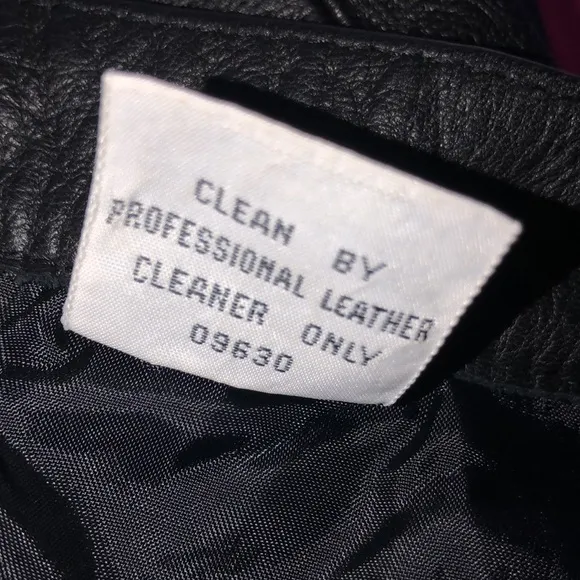 CLEAN BY
PROFESSIONAL LEATHER
CLEANER ONLY
09630